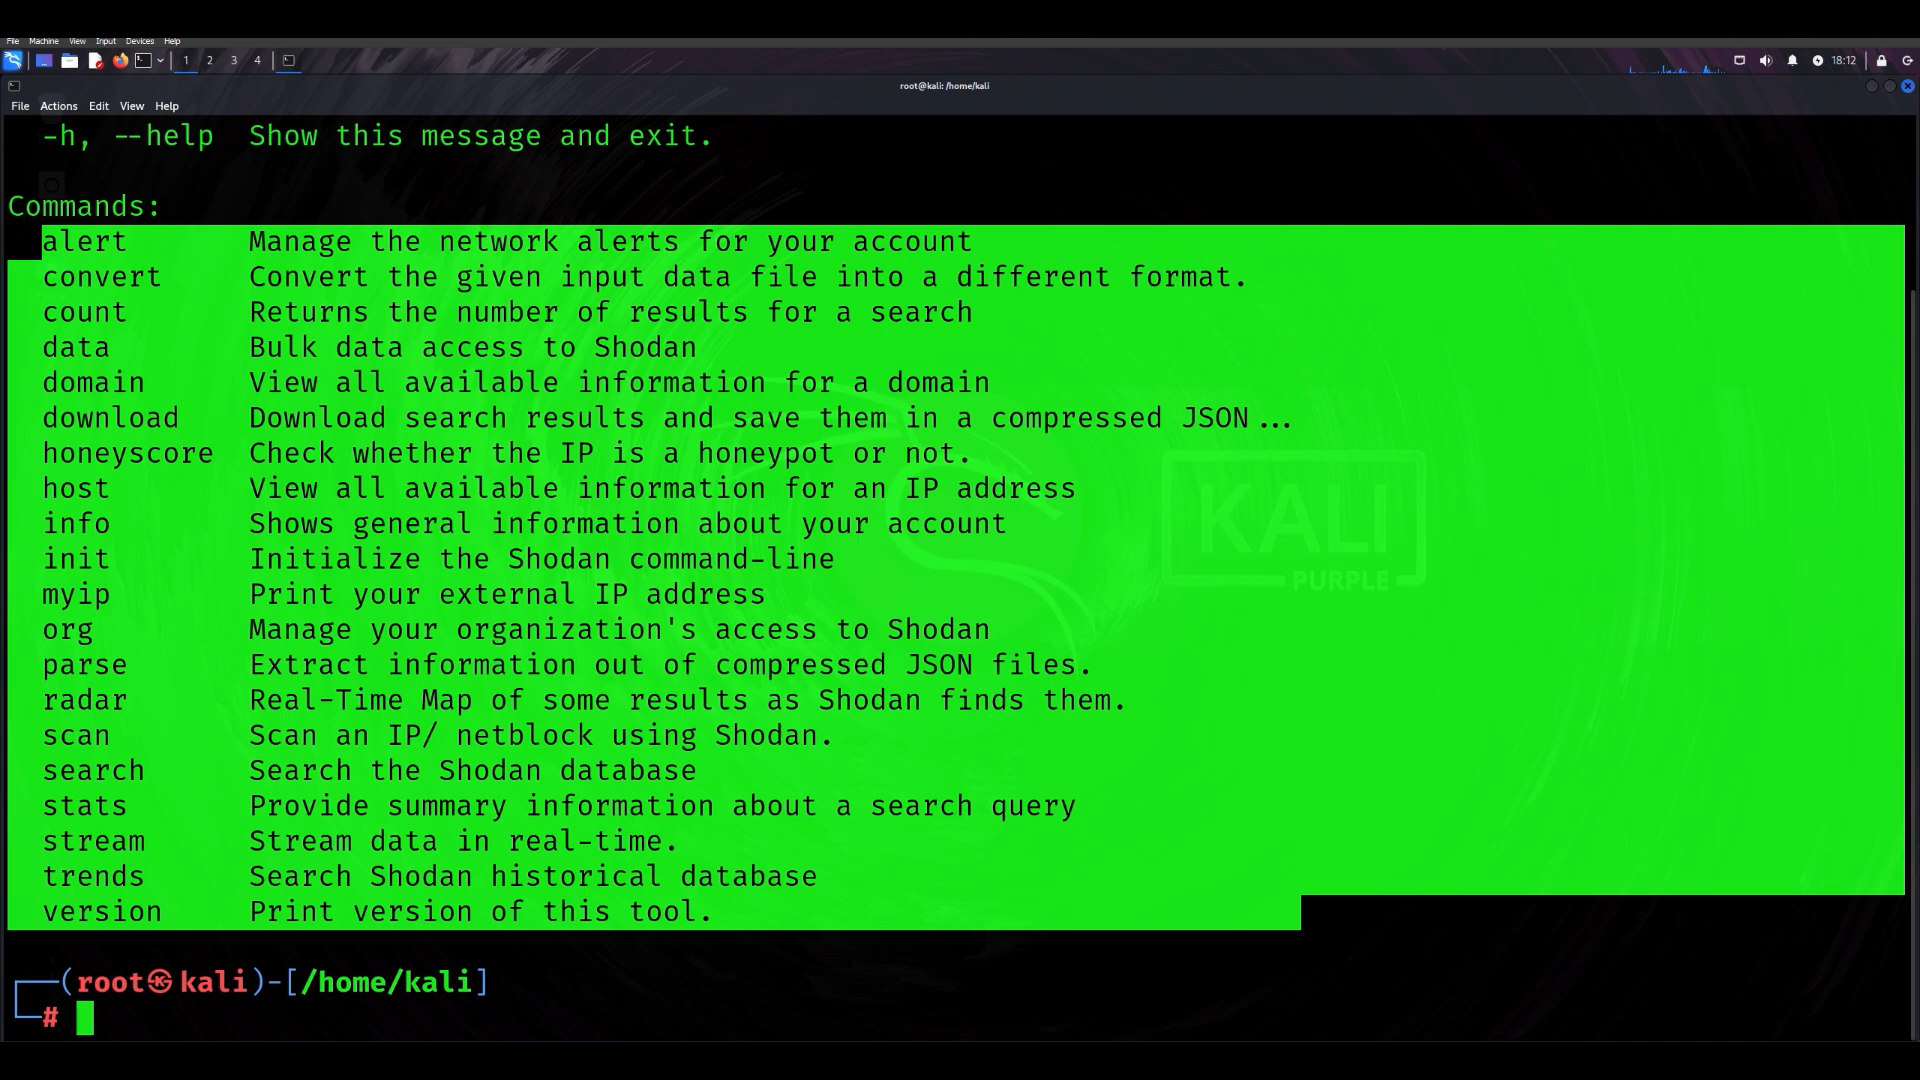 File Machine View Input Devices Help
1 2 3 4 18:12
root@kali: /home/kali
File Actions Edit View Help
-h, --help Show this message and exit.
Commands:
alert Manage the network alerts for your account
convert Convert the given input data file into a different format.
count Returns the number of results for a search
data Bulk data access to Shodan
domain View all available information for a domain
download Download search results and save them in a compressed JSON...
honeyscore Check whether the IP is a honeypot or not.
host View all available information for an IP address
info Shows general information about your account
init Initialize the Shodan command-line
myip Print your external IP address
org Manage your organization's access to Shodan
parse Extract information out of compressed JSON files.
radar Real-Time Map of some results as Shodan finds them.
scan Scan an IP/ netblock using Shodan.
search Search the Shodan database
stats Provide summary information about a search query
stream Stream data in real-time.
trends Search Shodan historical database
version Print version of this tool.
KALI
PURPLE
┌──(root㉿kali)-[/home/kali]
└─#